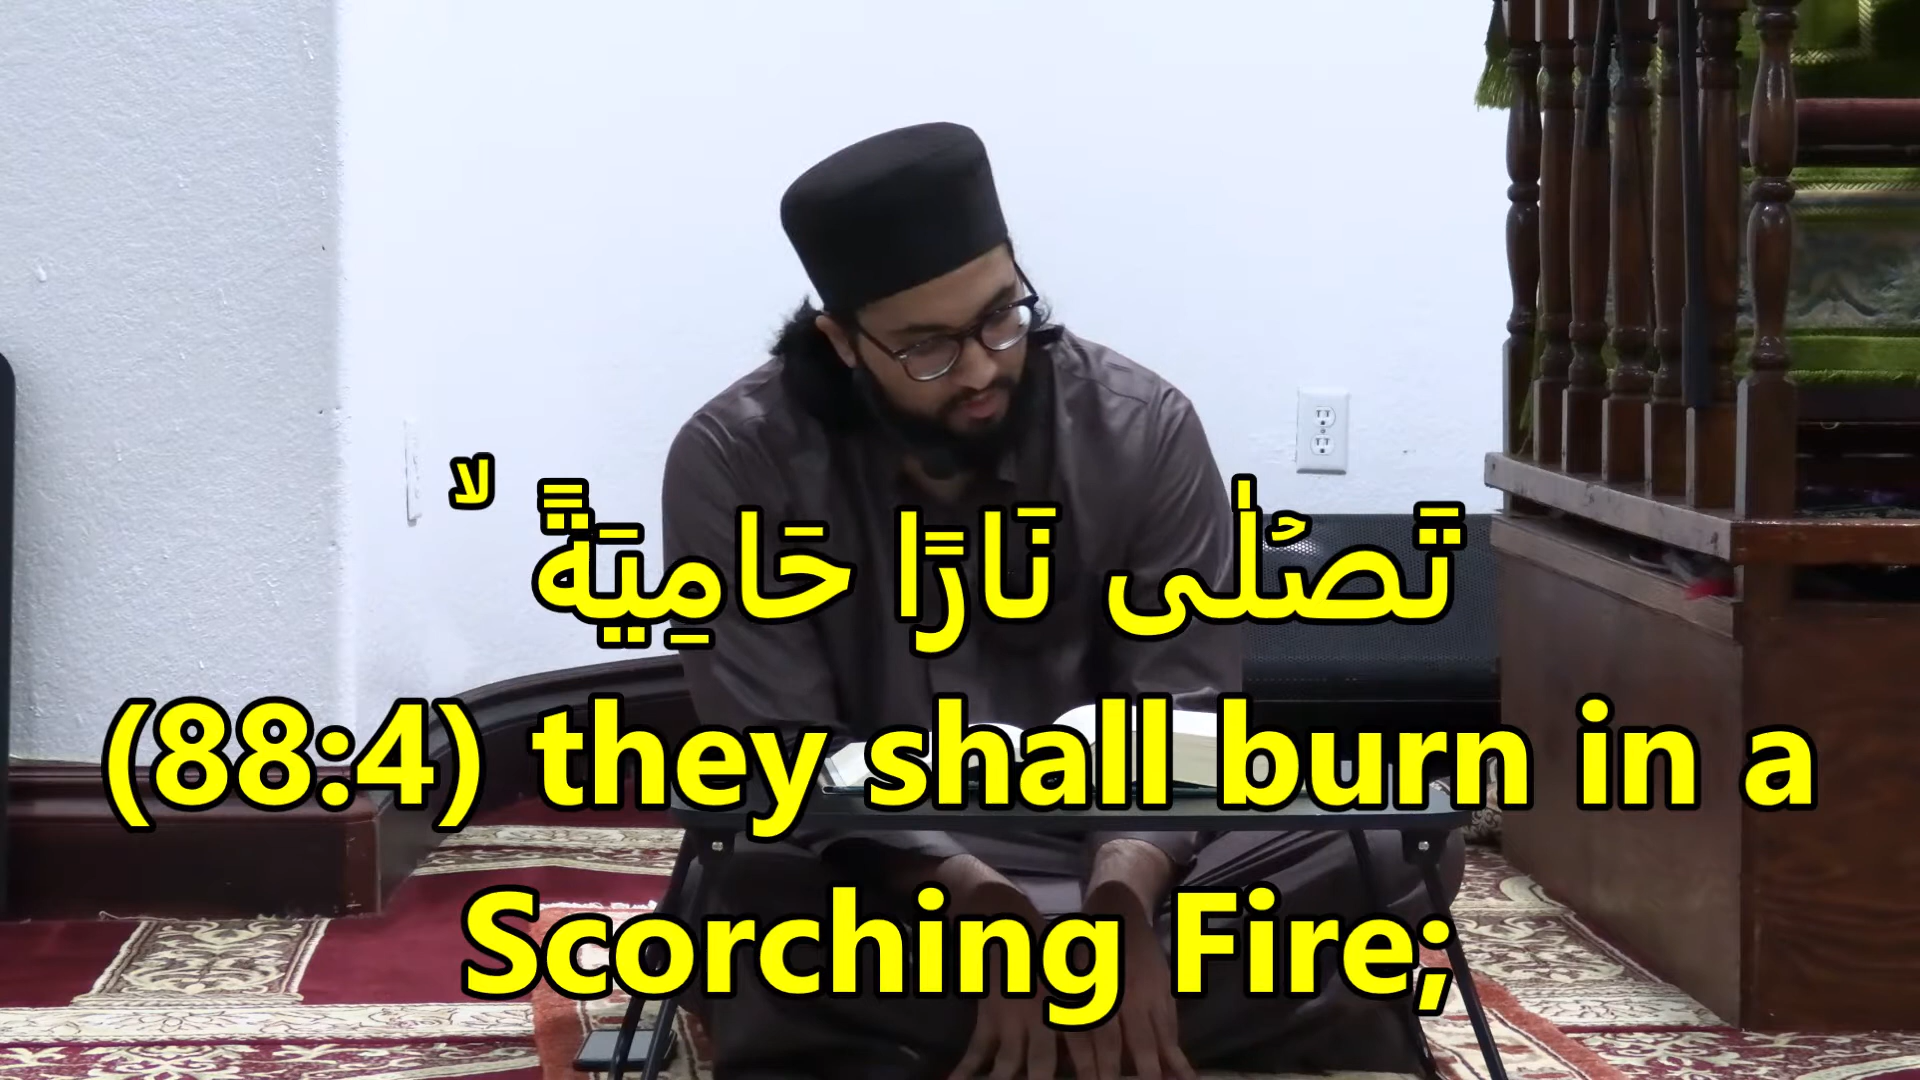 تَصۡلٰى نَارًا حَامِيَةً ۙ
(88:4) they shall burn in a
Scorching Fire;